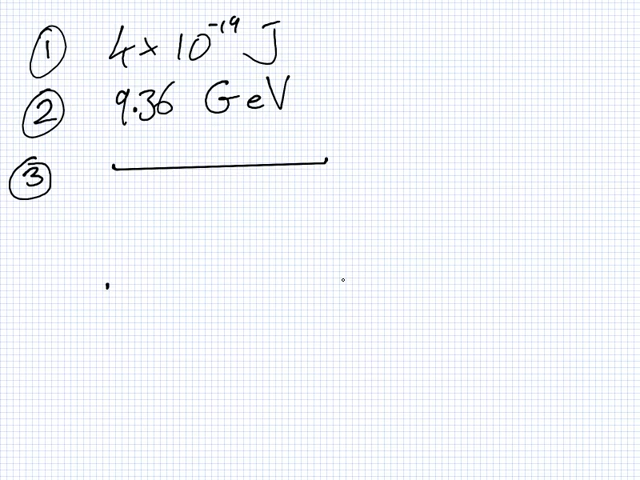 ① 4 × 10⁻¹⁹ J
② 9.36 GeV
③